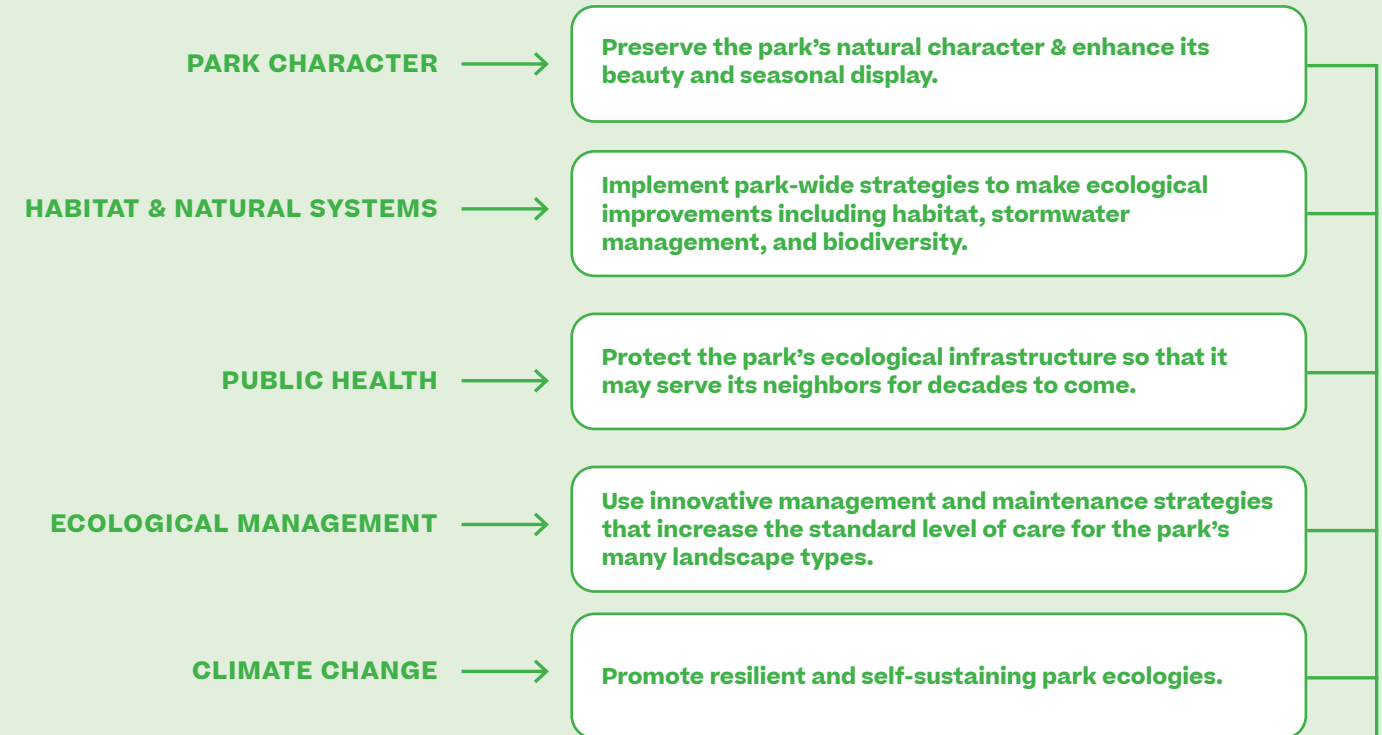 PARK CHARACTER
Preserve the park’s natural character & enhance its
beauty and seasonal display.
HABITAT & NATURAL SYSTEMS
Implement park-wide strategies to make ecological
improvements including habitat, stormwater
management, and biodiversity.
PUBLIC HEALTH
Protect the park’s ecological infrastructure so that it
may serve its neighbors for decades to come.
ECOLOGICAL MANAGEMENT
Use innovative management and maintenance strategies
that increase the standard level of care for the park’s
many landscape types.
CLIMATE CHANGE
Promote resilient and self-sustaining park ecologies.